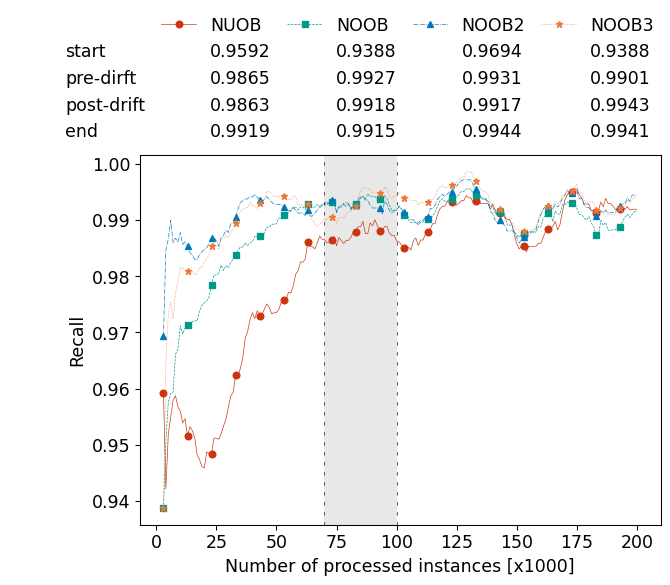 NUOB NOOB NOOB2 NOOB3
start 0.9592 0.9388 0.9694 0.9388
pre-dirft 0.9865 0.9927 0.9931 0.9901
post-drift 0.9863 0.9918 0.9917 0.9943
end 0.9919 0.9915 0.9944 0.9941
1.00
0.99
0.98
0.97
0.96
0.95
0.94
Recall
0 25 50 75 100 125 150 175 200
Number of processed instances [x1000]